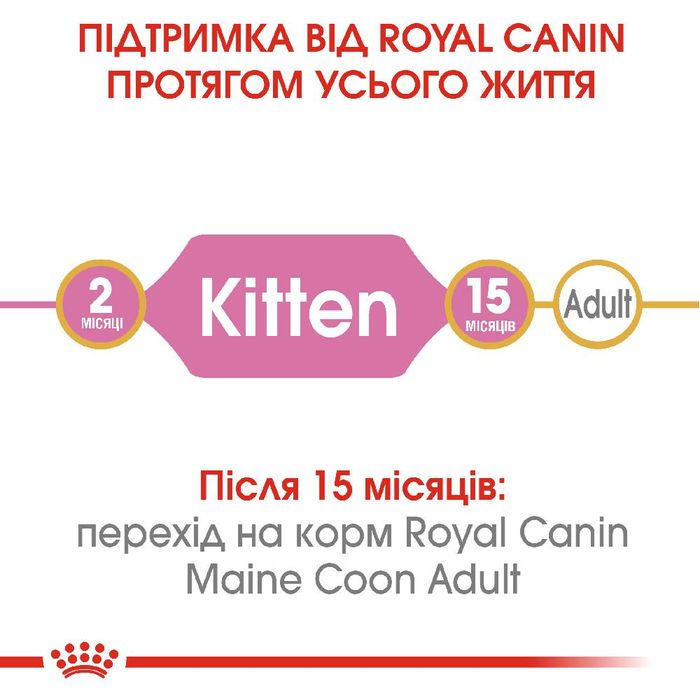 ПІДТРИМКА ВІД ROYAL CANIN
ПРОТЯГОМ УСЬОГО ЖИТТЯ
2
МІСЯЦІ
Kitten
15
МІСЯЦІВ
Adult
Після 15 місяців:
перехід на корм Royal Canin
Maine Coon Adult